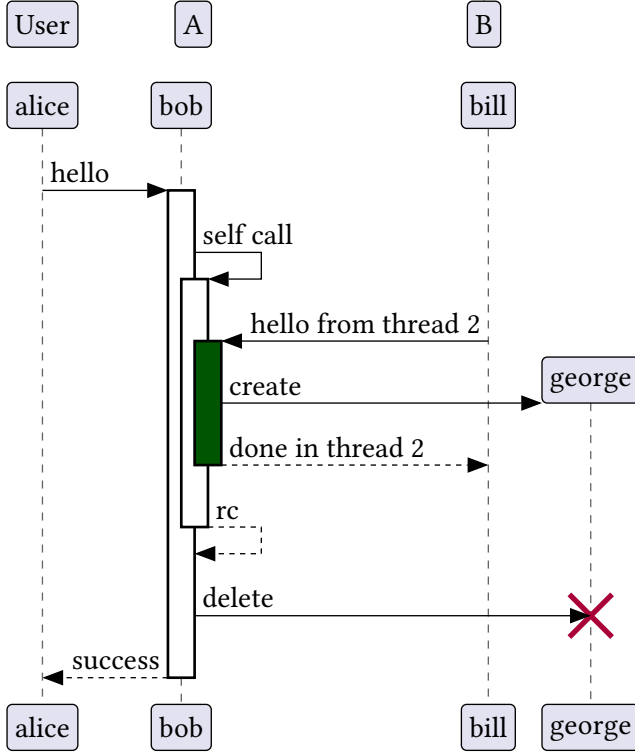 User
A
B
alice
bob
bill
hello
self call
hello from thread 2
george
create
done in thread 2
rc
delete
success
alice
bob
bill
george